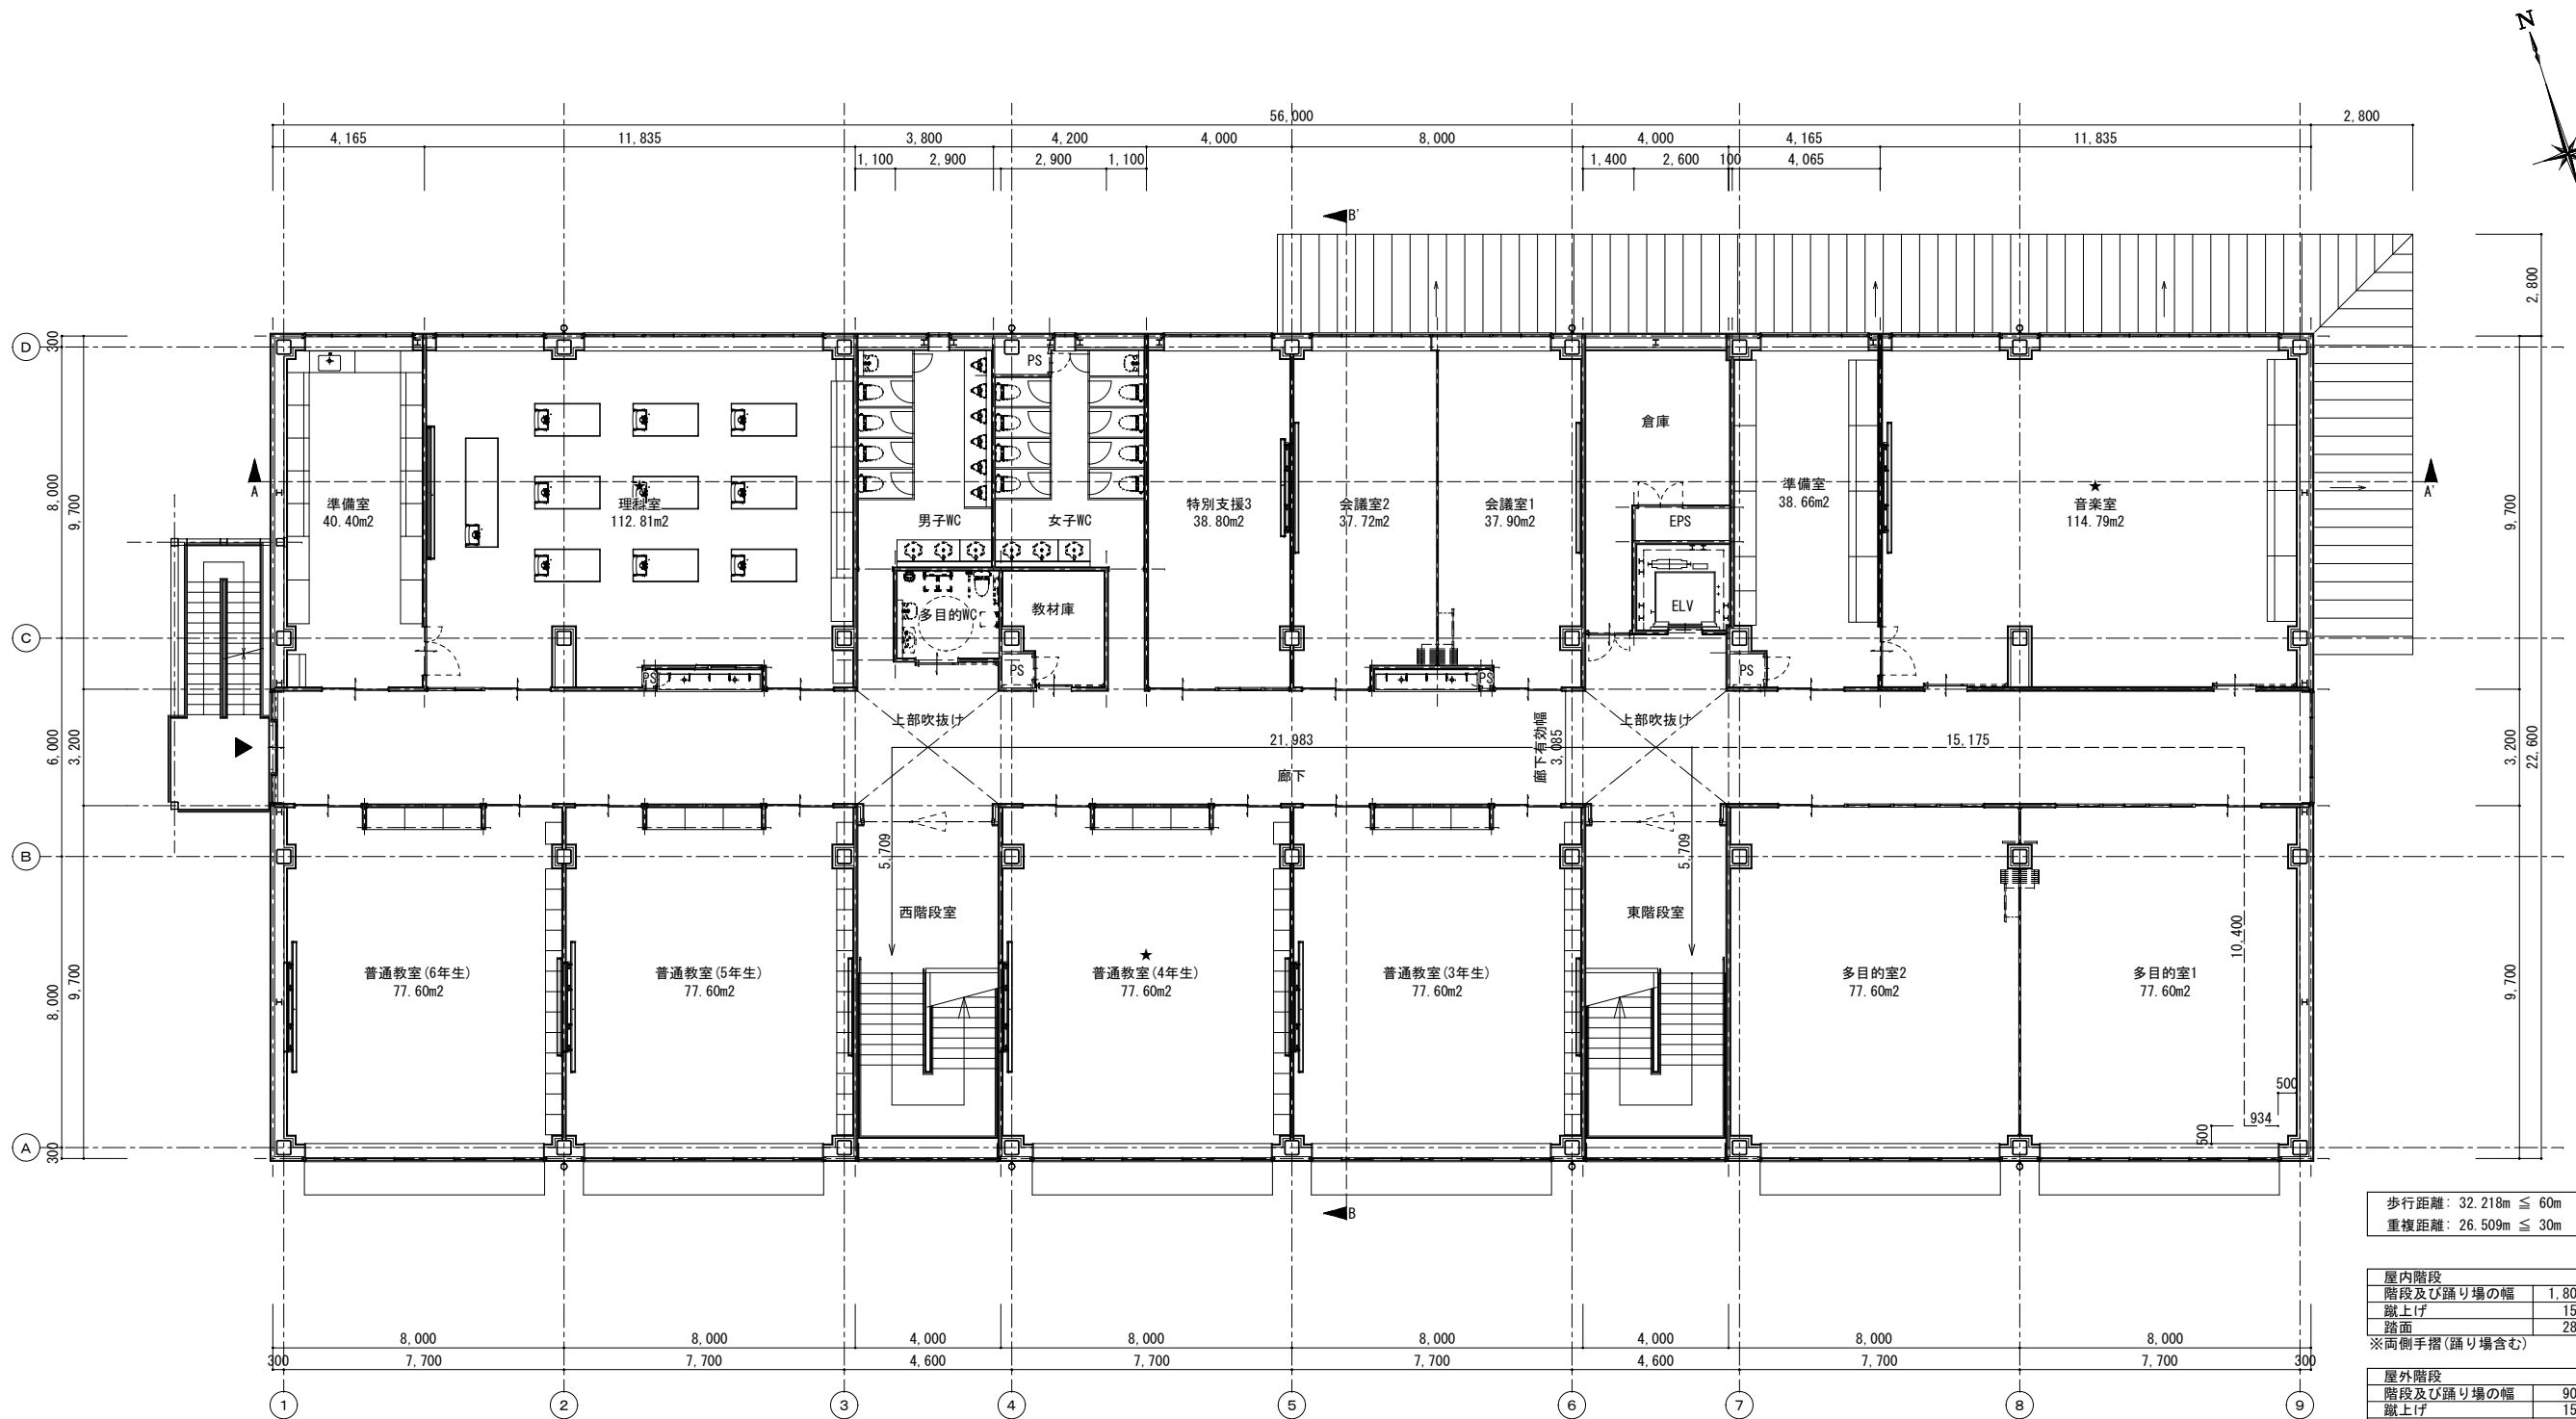 N
56,000
2,800
4,165
11,835
3,800
4,200
4,000
8,000
4,000
4,165
11,835
1,100
2,900
2,900
1,100
1,400
2,600
100
4,065
B'
2,800
D
300
PS
倉庫
A
準備室
40.40m2
理科室
112.81m2
男子WC
女子WC
特別支援3
38.80m2
会議室2
37.72m2
会議室1
37.90m2
EPS
準備室
38.66m2
★
音楽室
114.79m2
A'
8,000
9,700
9,700
多目的WC
教材庫
ELV
C
PS
PS
PS
PS
上部吹抜け
上部吹抜け
6,000
3,200
21,983
廊下有効幅
3,085
15,175
3,200
22,600
廊下
B
5,709
5,709
西階段室
東階段室
10,400
★
普通教室(6年生)
77.60m2
普通教室(5年生)
77.60m2
普通教室(4年生)
77.60m2
普通教室(3年生)
77.60m2
多目的室2
77.60m2
多目的室1
77.60m2
8,000
9,700
9,700
500
934
500
A
300
B
歩行距離: 32.218m ≦ 60m
重複距離: 26.509m ≦ 30m
屋内階段
階段及び踊り場の幅 1,80
蹴上げ 15
踏面 28
※両側手摺(踊り場含む)
8,000
8,000
4,000
8,000
8,000
4,000
8,000
8,000
300
7,700
7,700
4,600
7,700
7,700
4,600
7,700
7,700
300
屋外階段
階段及び踊り場の幅 90
蹴上げ 15
1
2
3
4
5
6
7
8
9